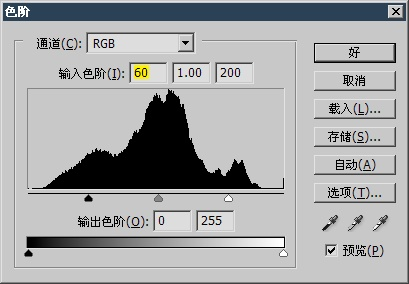 色阶
通道(C): RGB
好
输入色阶(I): 60 1.00 200
取消
载入(L)...
存储(S)...
自动(A)
选项(T)...
输出色阶(O): 0 255
预览(P)